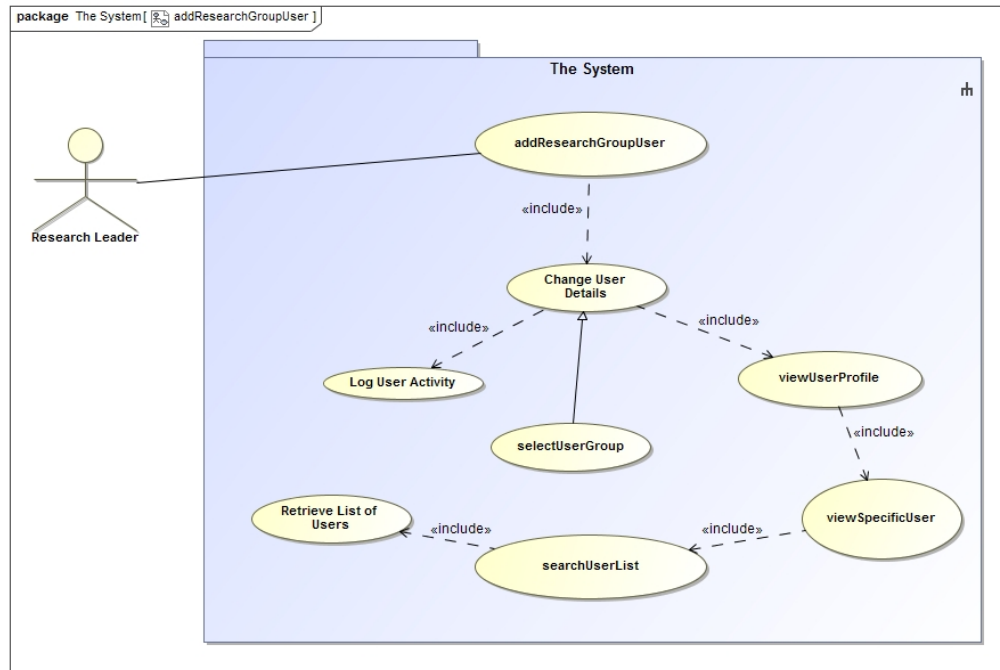 package The System[ addResearchGroupUser ]
The System
addResearchGroupUser
«include»
Research Leader
Change User
Details
«include»
«include»
Log User Activity
viewUserProfile
«include»
selectUserGroup
Retrieve List of
Users
«include»
«include»
viewSpecificUser
searchUserList